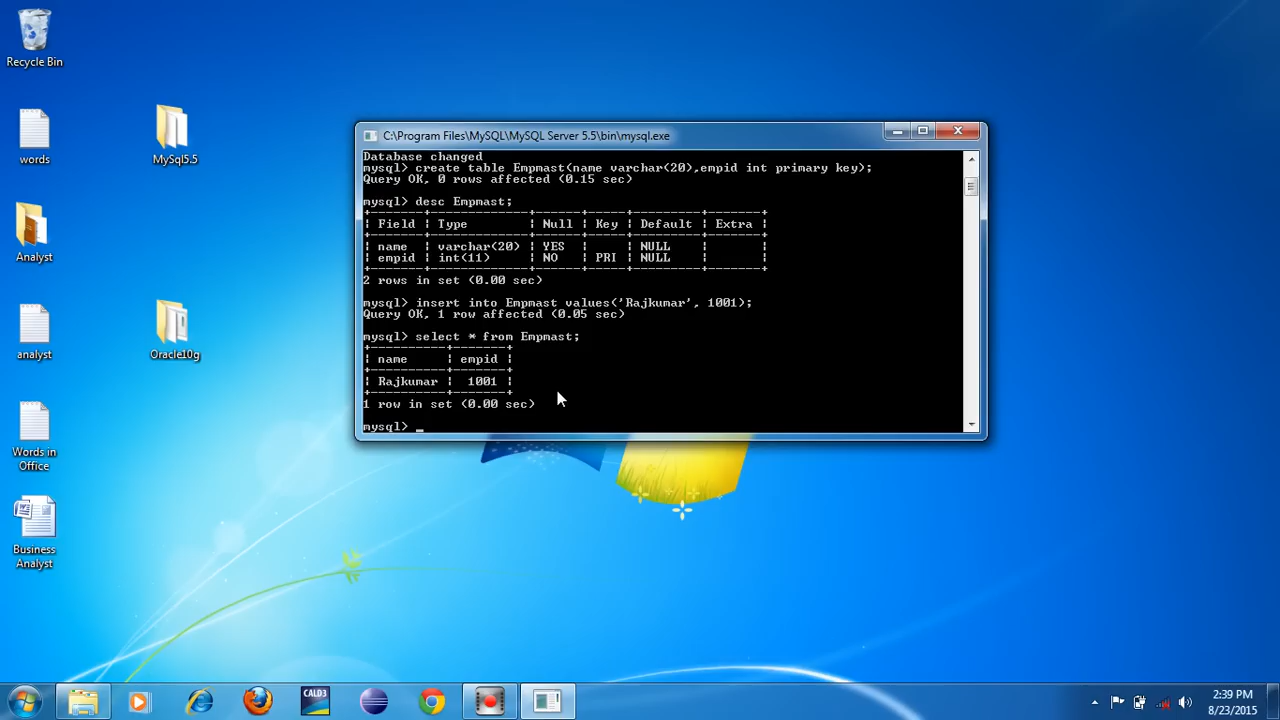 Recycle Bin
words
MySql5.5
Analyst
analyst
Oracle10g
Words in
Office
Business
Analyst
C:\Program Files\MySQL\MySQL Server 5.5\bin\mysql.exe
Database changed
mysql> create table Empmast(name varchar(20),empid int primary key);
Query OK, 0 rows affected (0.15 sec)
mysql> desc Empmast;
+-------+-------------+------+-----+---------+-------+
| Field | Type        | Null | Key | Default | Extra |
+-------+-------------+------+-----+---------+-------+
| name  | varchar(20) | YES  |     | NULL    |       |
| empid | int(11)     | NO   | PRI | NULL    |       |
+-------+-------------+------+-----+---------+-------+
2 rows in set (0.00 sec)
mysql> insert into Empmast values('Rajkumar', 1001);
Query OK, 1 row affected (0.05 sec)
mysql> select * from Empmast;
+----------+-------+
| name     | empid |
+----------+-------+
| Rajkumar |  1001 |
+----------+-------+
1 row in set (0.00 sec)
mysql> _
CALD3
2:39 PM
8/23/2015